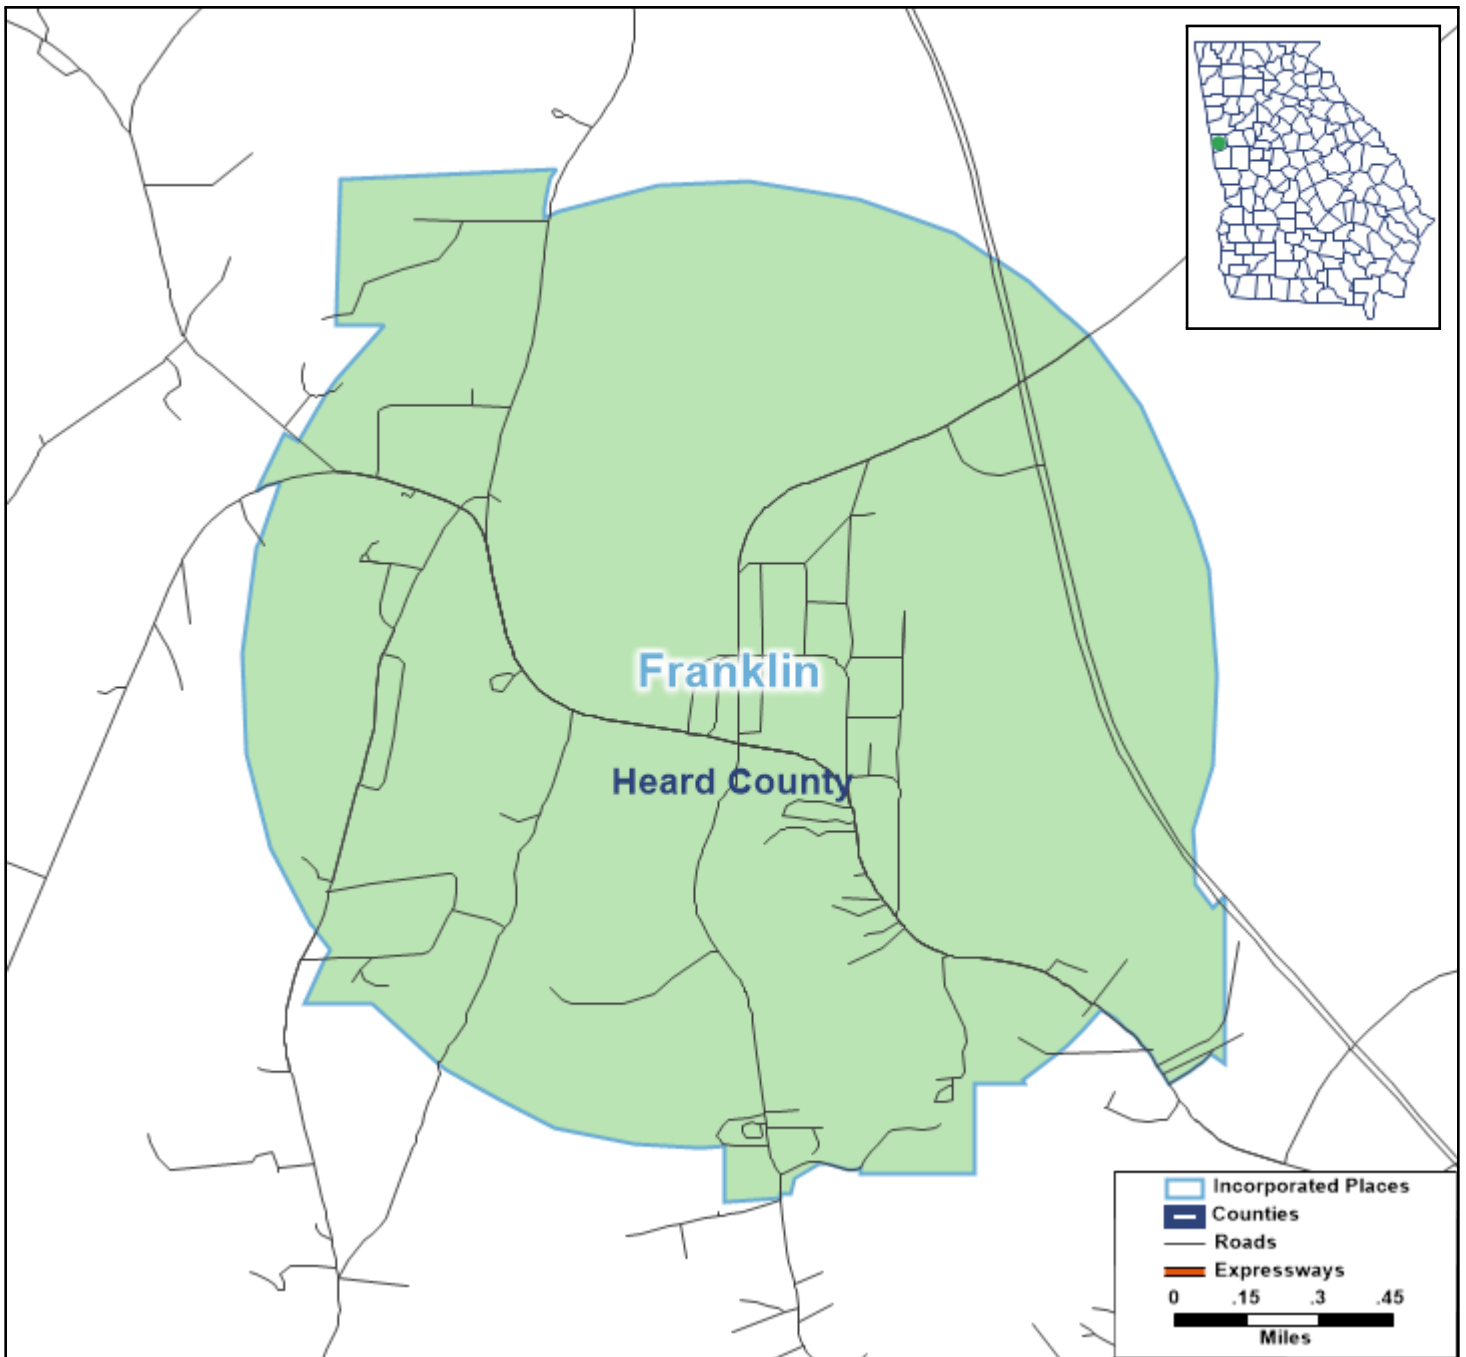 Franklin
Heard County
Incorporated Places
Counties
Roads
Expressways
0 .15 .3 .45
Miles